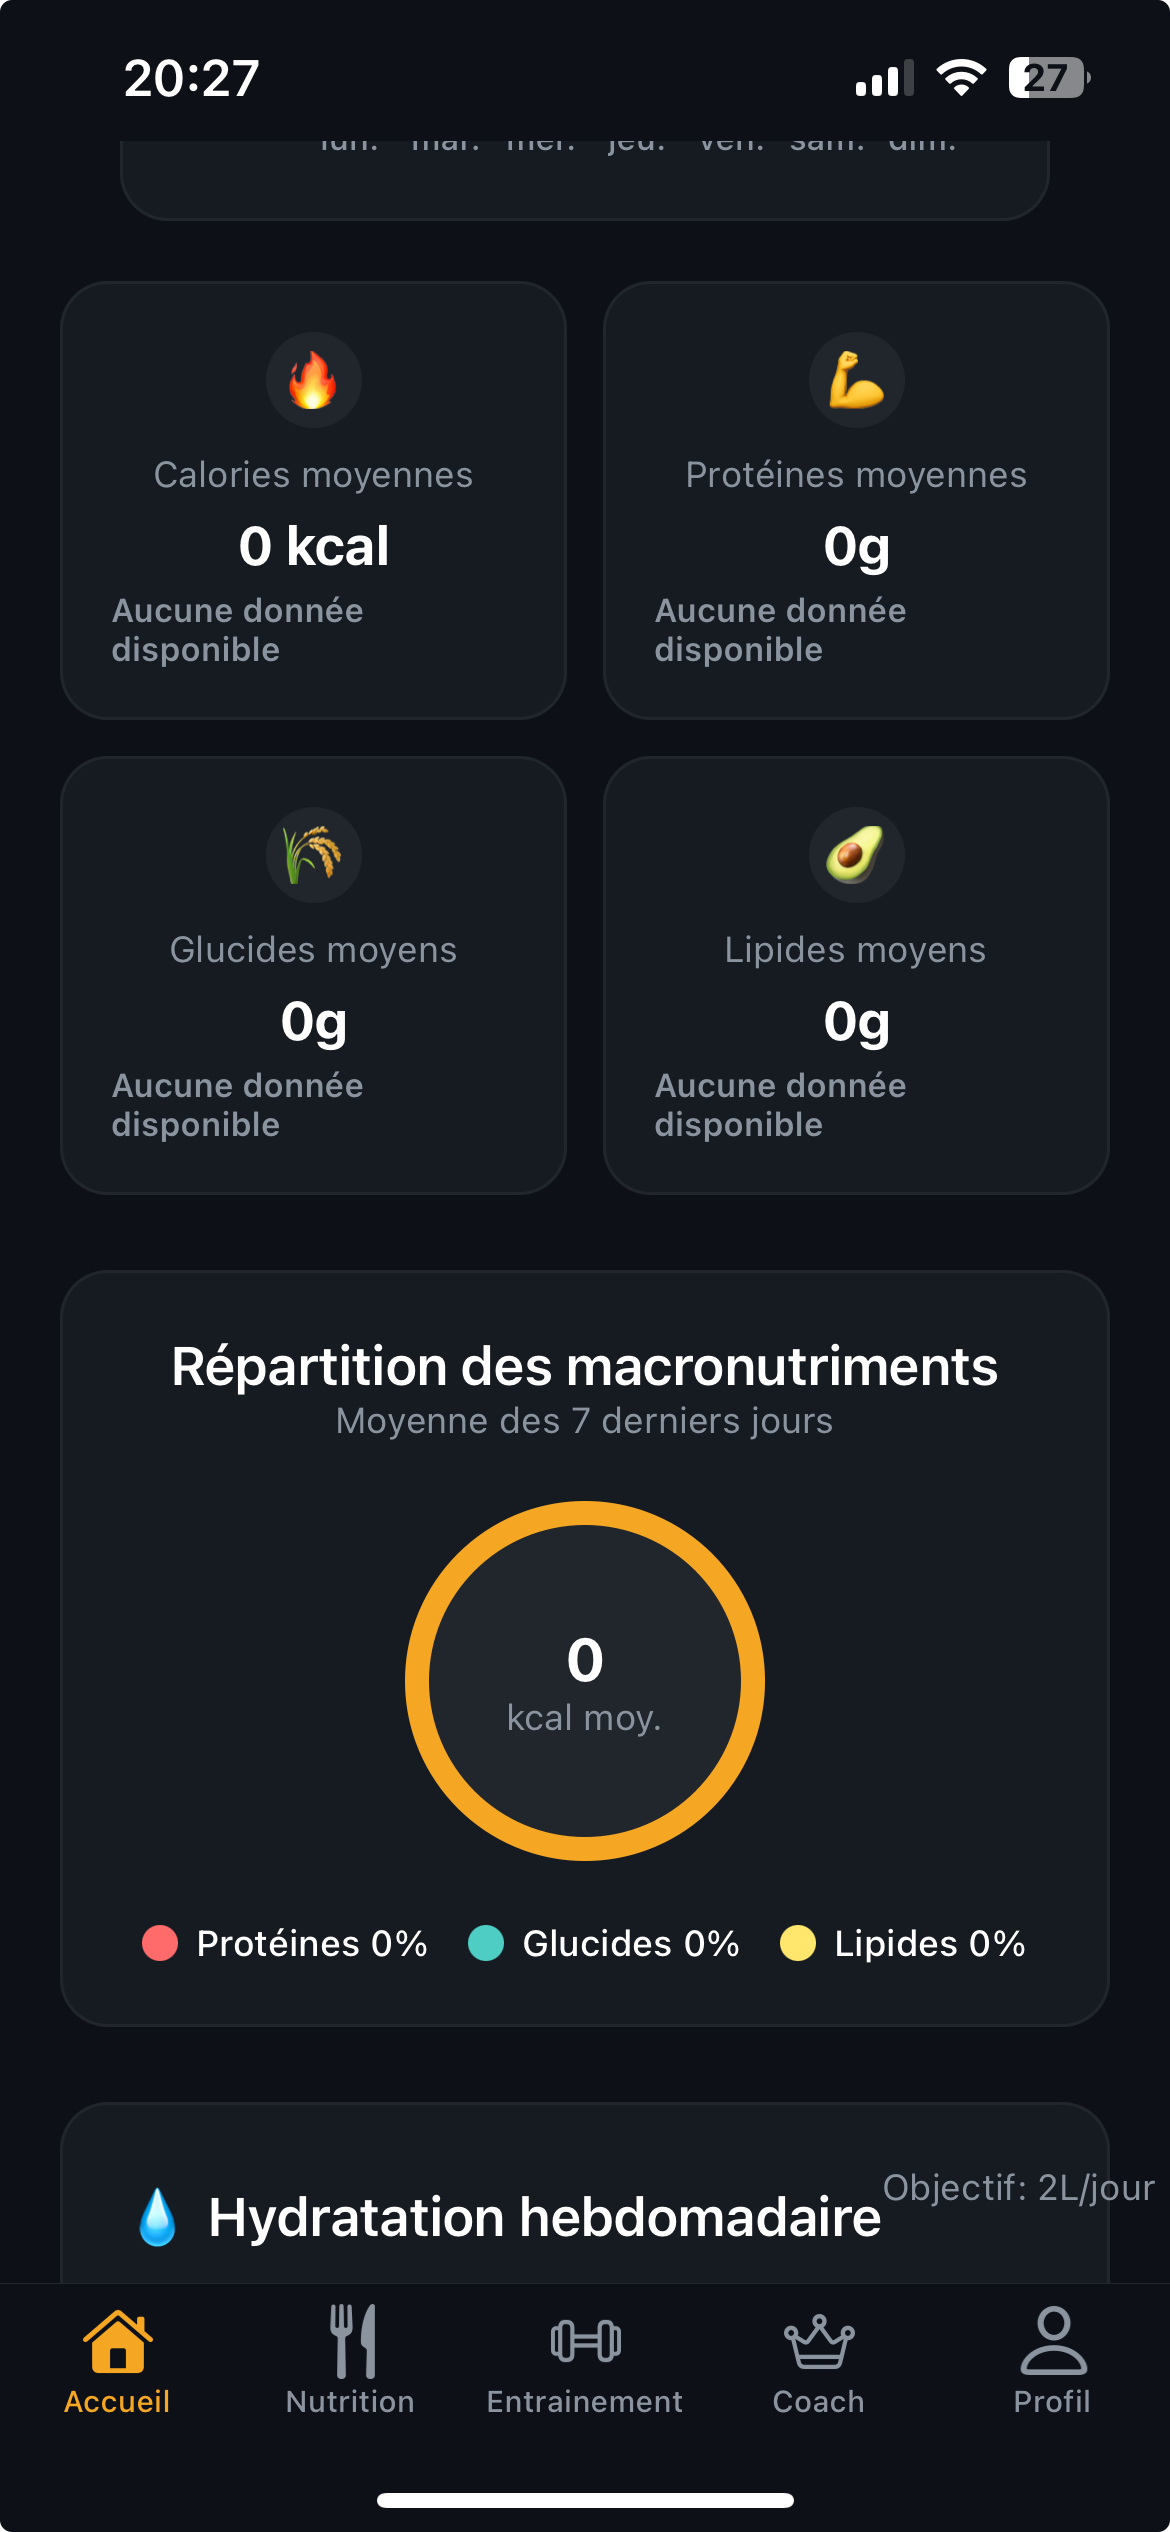 20:27
27
lun. mar. mer. jeu. ven. sam. dim.
Calories moyennes
0 kcal
Aucune donnée
disponible
Protéines moyennes
0g
Aucune donnée
disponible
Glucides moyens
0g
Aucune donnée
disponible
Lipides moyens
0g
Aucune donnée
disponible
Répartition des macronutriments
Moyenne des 7 derniers jours
0
kcal moy.
Protéines 0%
Glucides 0%
Lipides 0%
Objectif: 2L/jour
💧 Hydratation hebdomadaire
Accueil
Nutrition
Entrainement
Coach
Profil